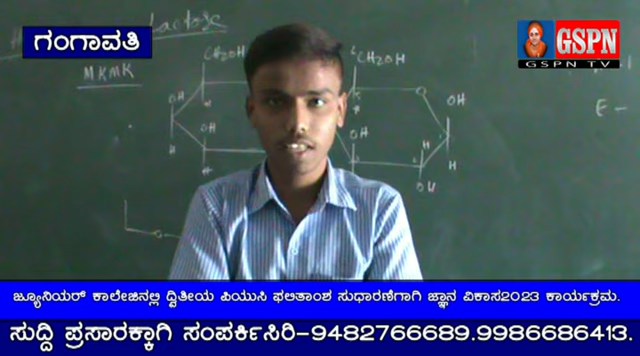 ಗಂಗಾವತಿ
GSPN
GSPN TV
Lactose
MKMK
CH2OH
CH2OH
OH
OH
OH
OH
OH
H
H
H
H
E -
ಜ್ಯೂನಿಯರ್ ಕಾಲೇಜಿನಲ್ಲಿ ದ್ವಿತೀಯ ಪಿಯುಸಿ ಫಲಿತಾಂಶ ಸುಧಾರಣೆಗಾಗಿ ಜ್ಞಾನ ವಿಕಾಸ2023 ಕಾರ್ಯಕ್ರಮ.
ಸುದ್ದಿ ಪ್ರಸಾರಕ್ಕಾಗಿ ಸಂಪರ್ಕಿಸಿರಿ-9482766689.9986686413.